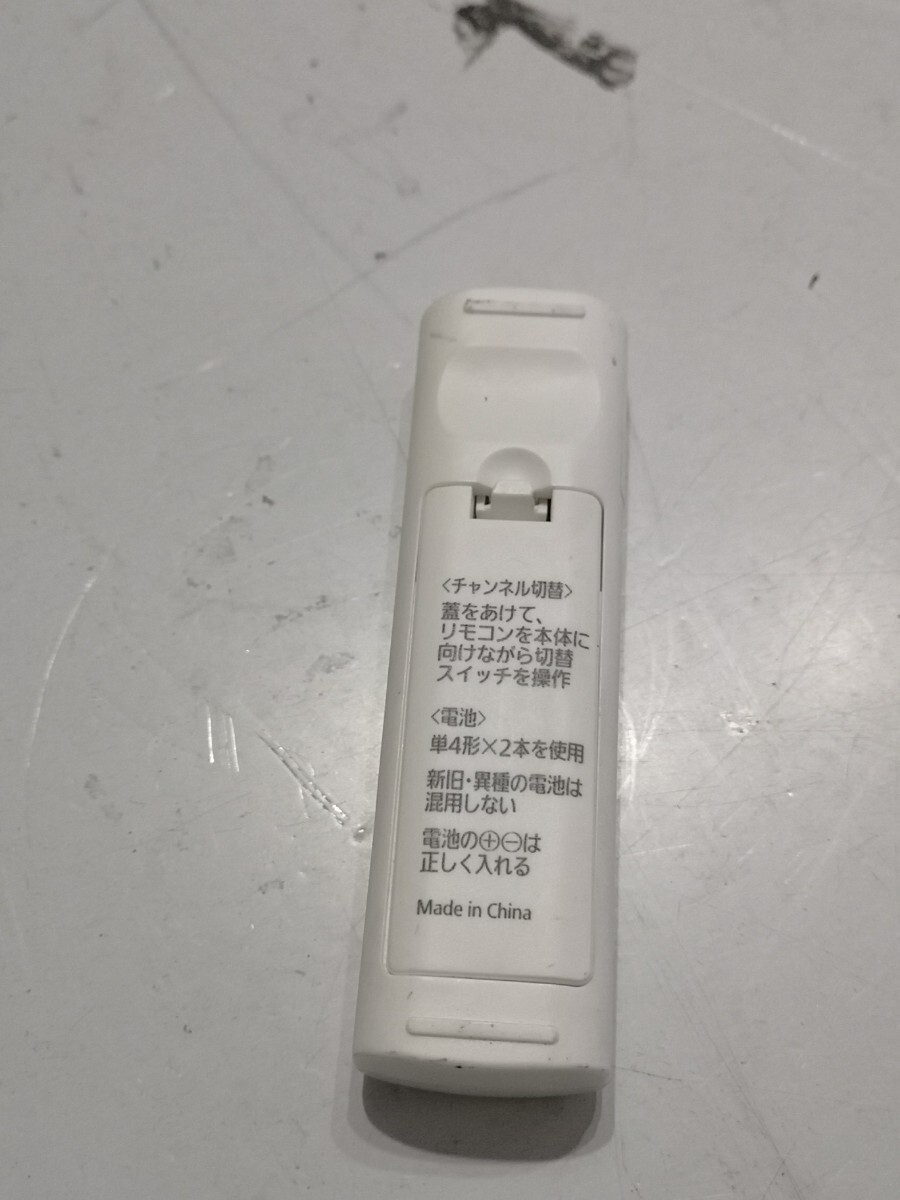 〈チャンネル切替〉
蓋をあけて、
リモコンを本体に
向けながら切替
スイッチを操作
〈電池〉
単4形×2本を使用
新旧・異種の電池は
混用しない
電池の⊕⊖は
正しく入れる
Made in China